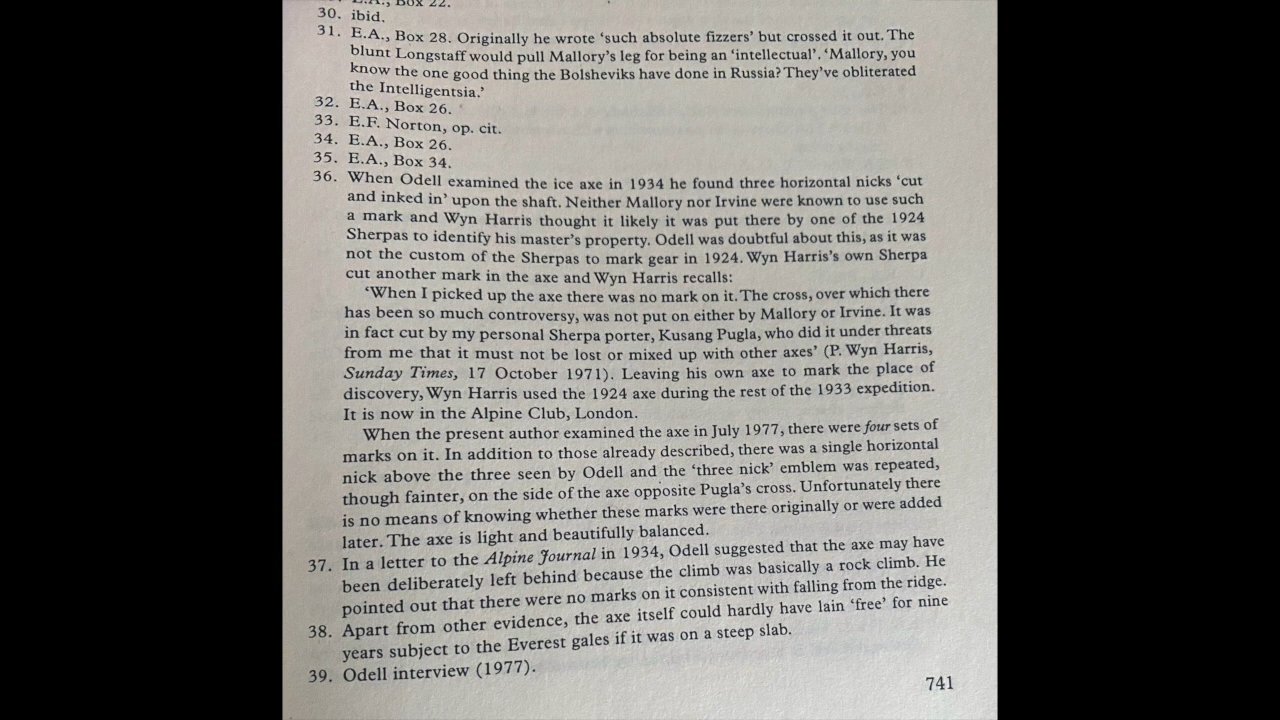 E.A., Box 22.
30. ibid.
31. E.A., Box 28. Originally he wrote ‘such absolute fizzers’ but crossed it out. The
blunt Longstaff would pull Mallory’s leg for being an ‘intellectual’. ‘Mallory, you
know the one good thing the Bolsheviks have done in Russia? They’ve obliterated
the Intelligentsia.’
32. E.A., Box 26.
33. E.F. Norton, op. cit.
34. E.A., Box 26.
35. E.A., Box 34.
36. When Odell examined the ice axe in 1934 he found three horizontal nicks ‘cut
and inked in’ upon the shaft. Neither Mallory nor Irvine were known to use such
a mark and Wyn Harris thought it likely it was put there by one of the 1924
Sherpas to identify his master’s property. Odell was doubtful about this, as it was
not the custom of the Sherpas to mark gear in 1924. Wyn Harris’s own Sherpa
cut another mark in the axe and Wyn Harris recalls:
‘When I picked up the axe there was no mark on it. The cross, over which there
has been so much controversy, was not put on either by Mallory or Irvine. It was
in fact cut by my personal Sherpa porter, Kusang Pugla, who did it under threats
from me that it must not be lost or mixed up with other axes’ (P. Wyn Harris,
Sunday Times, 17 October 1971). Leaving his own axe to mark the place of
discovery, Wyn Harris used the 1924 axe during the rest of the 1933 expedition.
It is now in the Alpine Club, London.
When the present author examined the axe in July 1977, there were four sets of
marks on it. In addition to those already described, there was a single horizontal
nick above the three seen by Odell and the ‘three nick’ emblem was repeated,
though fainter, on the side of the axe opposite Pugla’s cross. Unfortunately there
is no means of knowing whether these marks were there originally or were added
later. The axe is light and beautifully balanced.
37. In a letter to the Alpine Journal in 1934, Odell suggested that the axe may have
been deliberately left behind because the climb was basically a rock climb. He
pointed out that there were no marks on it consistent with falling from the ridge.
38. Apart from other evidence, the axe itself could hardly have lain ‘free’ for nine
years subject to the Everest gales if it was on a steep slab.
39. Odell interview (1977).
741